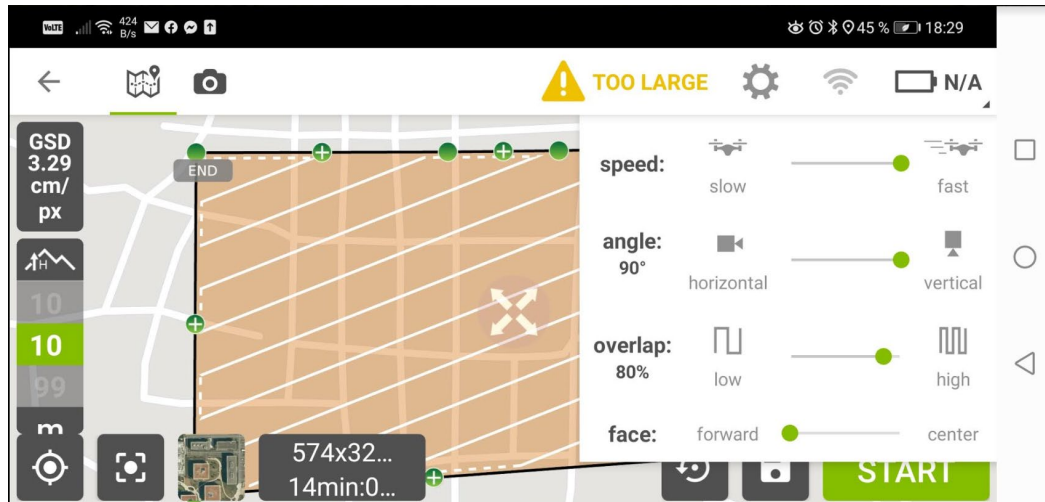 VoLTE 424 B/s 45 % 18:29
TOO LARGE N/A
GSD
3.29
cm/
px
H
10
10
99
m
END
speed:
slow fast
angle:
90°
horizontal vertical
overlap:
80%
low high
face: forward center
574x32...
14min:0...
START